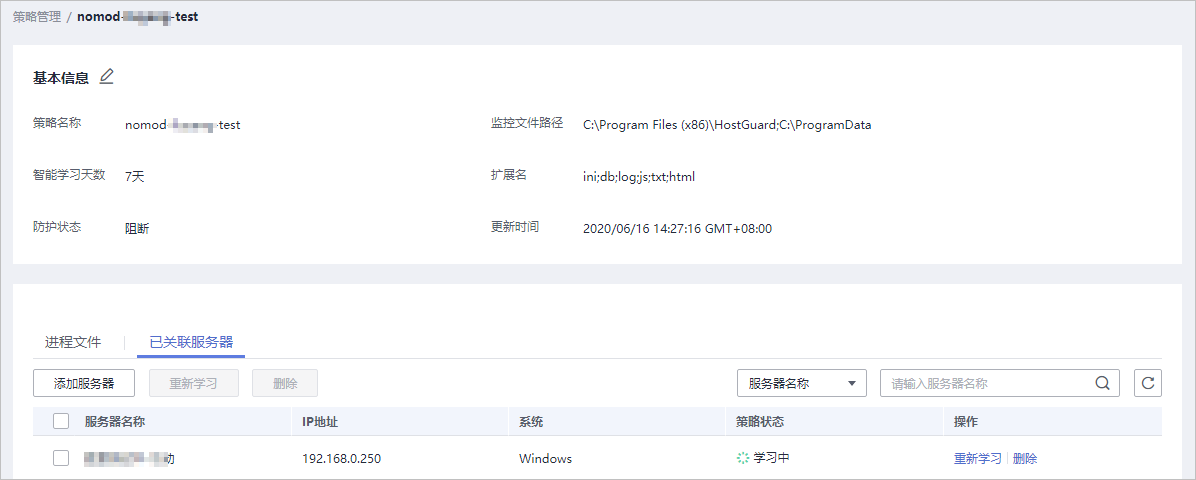 策略管理 / nomod- -test
基本信息
策略名称 nomod- -test 监控文件路径 C:\Program Files (x86)\HostGuard;C:\ProgramData
智能学习天数 7天 扩展名 ini;db;log;js;txt;html
防护状态 阻断 更新时间 2020/06/16 14:27:16 GMT+08:00
进程文件 已关联服务器
添加服务器 重新学习 删除 服务器名称 请输入服务器名称
服务器名称 IP地址 系统 策略状态 操作
动 192.168.0.250 Windows 学习中 重新学习 删除